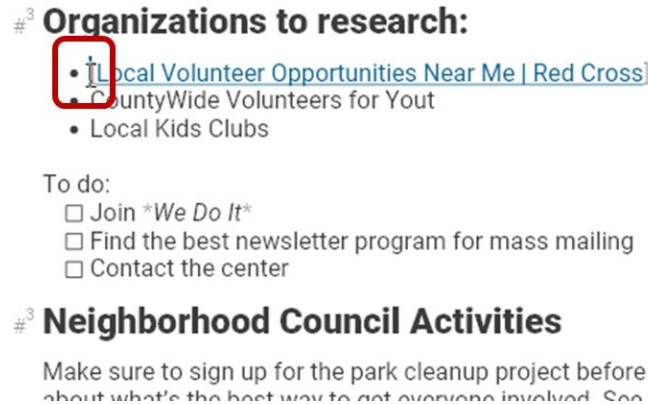 #3 Organizations to research:
• [Local Volunteer Opportunities Near Me | Red Cross]
• CountyWide Volunteers for Yout
• Local Kids Clubs
To do:
☐ Join *We Do It*
☐ Find the best newsletter program for mass mailing
☐ Contact the center
#3 Neighborhood Council Activities
Make sure to sign up for the park cleanup project before
about what's the best way to get everyone involved. See